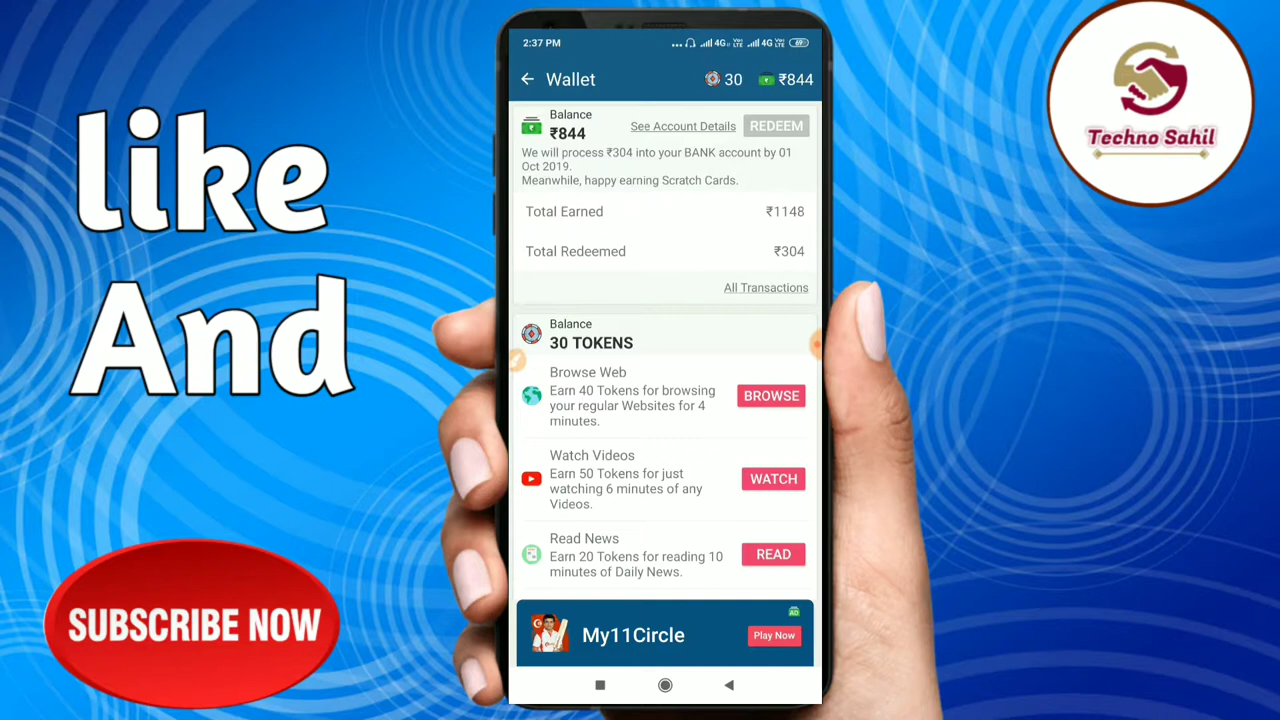 like
And
SUBSCRIBE NOW
2:37 PM
4G
VoLTE
4G
VoLTE
69
Wallet
30
₹844
Balance
₹844
See Account Details
REDEEM
We will process ₹304 into your BANK account by 01
Oct 2019.
Meanwhile, happy earning Scratch Cards.
Total Earned
₹1148
Total Redeemed
₹304
All Transactions
Balance
30 TOKENS
Browse Web
Earn 40 Tokens for browsing
your regular Websites for 4
minutes.
BROWSE
Watch Videos
Earn 50 Tokens for just
watching 6 minutes of any
Videos.
WATCH
Read News
Earn 20 Tokens for reading 10
minutes of Daily News.
READ
My11Circle
AD
Play Now
Techno Sahil